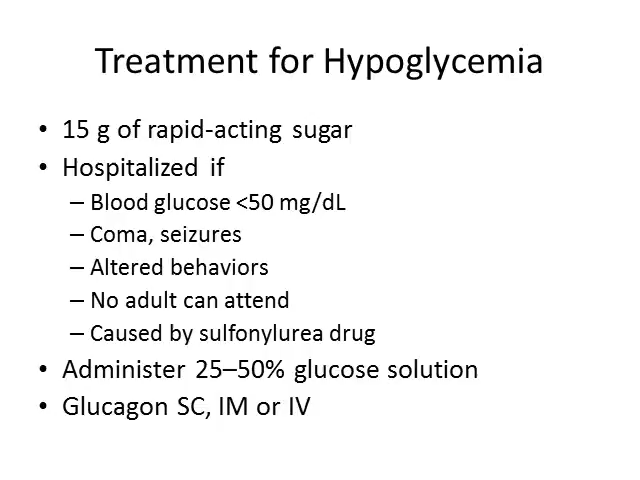 Treatment for Hypoglycemia
• 15 g of rapid-acting sugar
• Hospitalized if
– Blood glucose <50 mg/dL
– Coma, seizures
– Altered behaviors
– No adult can attend
– Caused by sulfonylurea drug
• Administer 25–50% glucose solution
• Glucagon SC, IM or IV